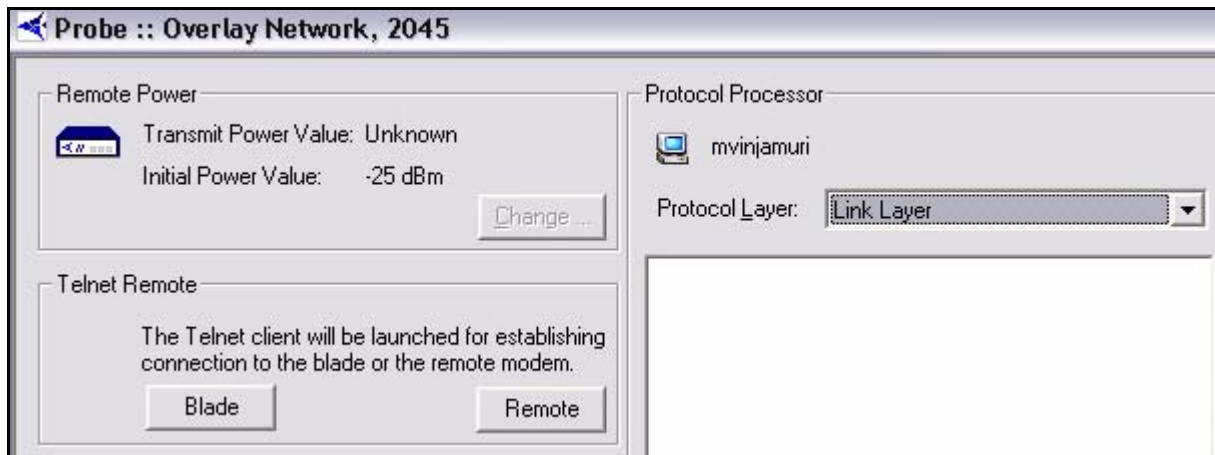 Probe :: Overlay Network, 2045
Remote Power
Transmit Power Value: Unknown
Initial Power Value: -25 dBm
Change ...
Telnet Remote
The Telnet client will be launched for establishing
connection to the blade or the remote modem.
Blade
Remote
Protocol Processor
mvinjamuri
Protocol Layer: Link Layer